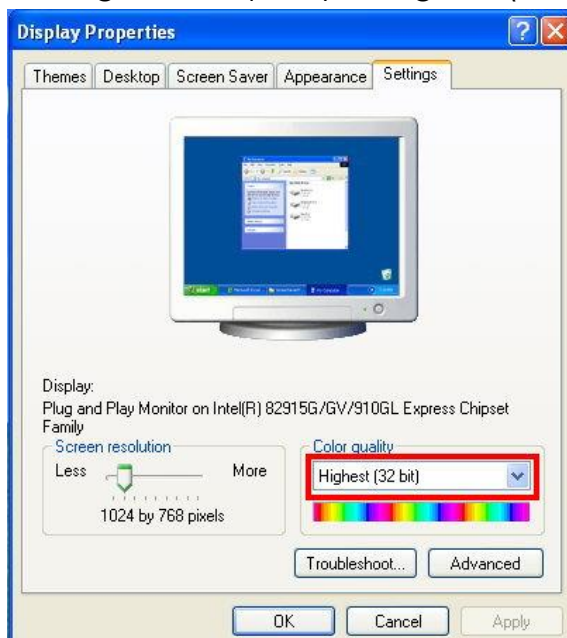 Display Properties
Themes Desktop Screen Saver Appearance Settings
Display:
Plug and Play Monitor on Intel(R) 82915G/GV/910GL Express Chipset
Family
Screen resolution
Less More
1024 by 768 pixels
Color quality
Highest (32 bit)
Troubleshoot... Advanced
OK Cancel Apply